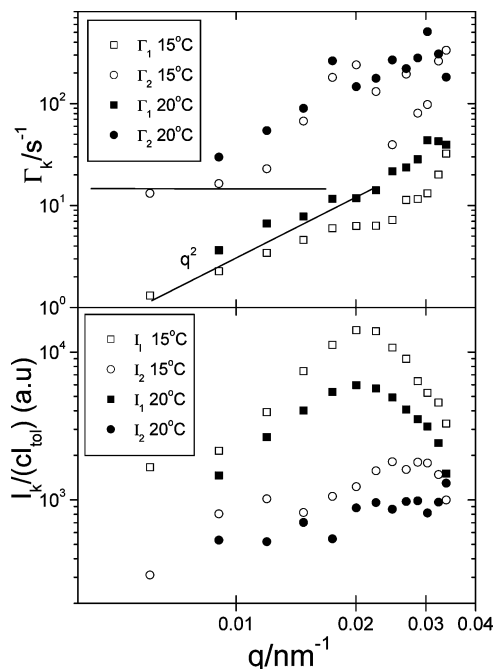 Γ₁ 15°C
Γ₂ 15°C
Γ₁ 20°C
Γ₂ 20°C
Γₖ/s⁻¹
10²
10¹
10⁰
q²
I₁ 15°C
I₂ 15°C
I₁ 20°C
I₂ 20°C
Iₖ/(cI_tol) (a.u)
10⁴
10³
0.01 0.02 0.03 0.04
q/nm⁻¹